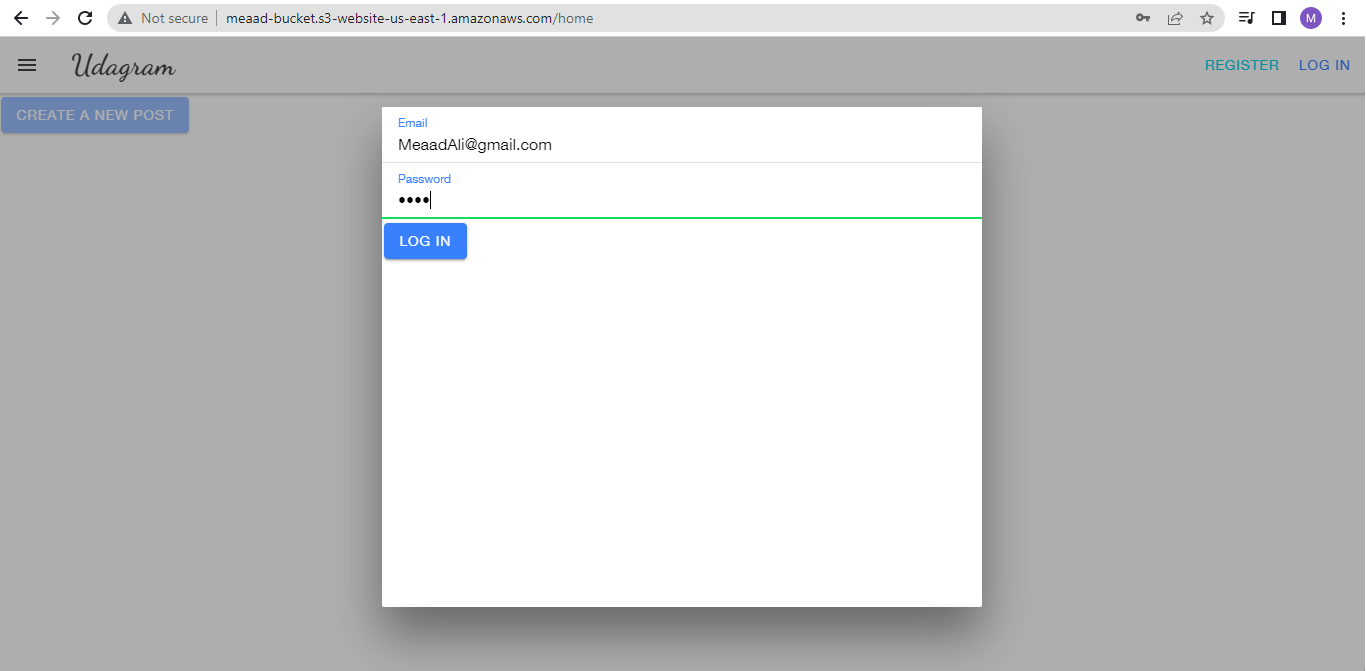 Not secure meaad-bucket.s3-website-us-east-1.amazonaws.com/home M
Udagram REGISTER LOG IN
CREATE A NEW POST
Email
MeaadAli@gmail.com
Password
••••
LOG IN